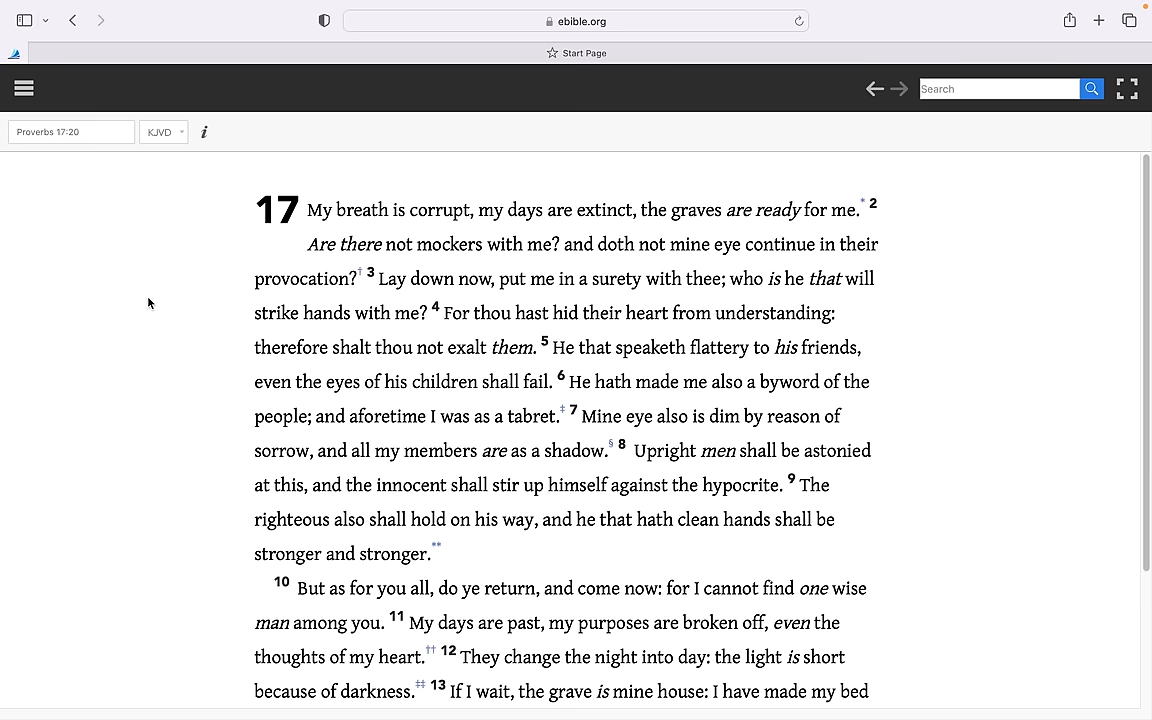 ebible.org
Start Page
Search
Proverbs 17:20 KJVD i
17 My breath is corrupt, my days are extinct, the graves are ready for me.* 2
Are there not mockers with me? and doth not mine eye continue in their
provocation?† 3 Lay down now, put me in a surety with thee; who is he that will
strike hands with me? 4 For thou hast hid their heart from understanding:
therefore shalt thou not exalt them. 5 He that speaketh flattery to his friends,
even the eyes of his children shall fail. 6 He hath made me also a byword of the
people; and aforetime I was as a tabret.‡ 7 Mine eye also is dim by reason of
sorrow, and all my members are as a shadow.§ 8 Upright men shall be astonied
at this, and the innocent shall stir up himself against the hypocrite. 9 The
righteous also shall hold on his way, and he that hath clean hands shall be
stronger and stronger.**
10 But as for you all, do ye return, and come now: for I cannot find one wise
man among you. 11 My days are past, my purposes are broken off, even the
thoughts of my heart.†† 12 They change the night into day: the light is short
because of darkness.‡‡ 13 If I wait, the grave is mine house: I have made my bed